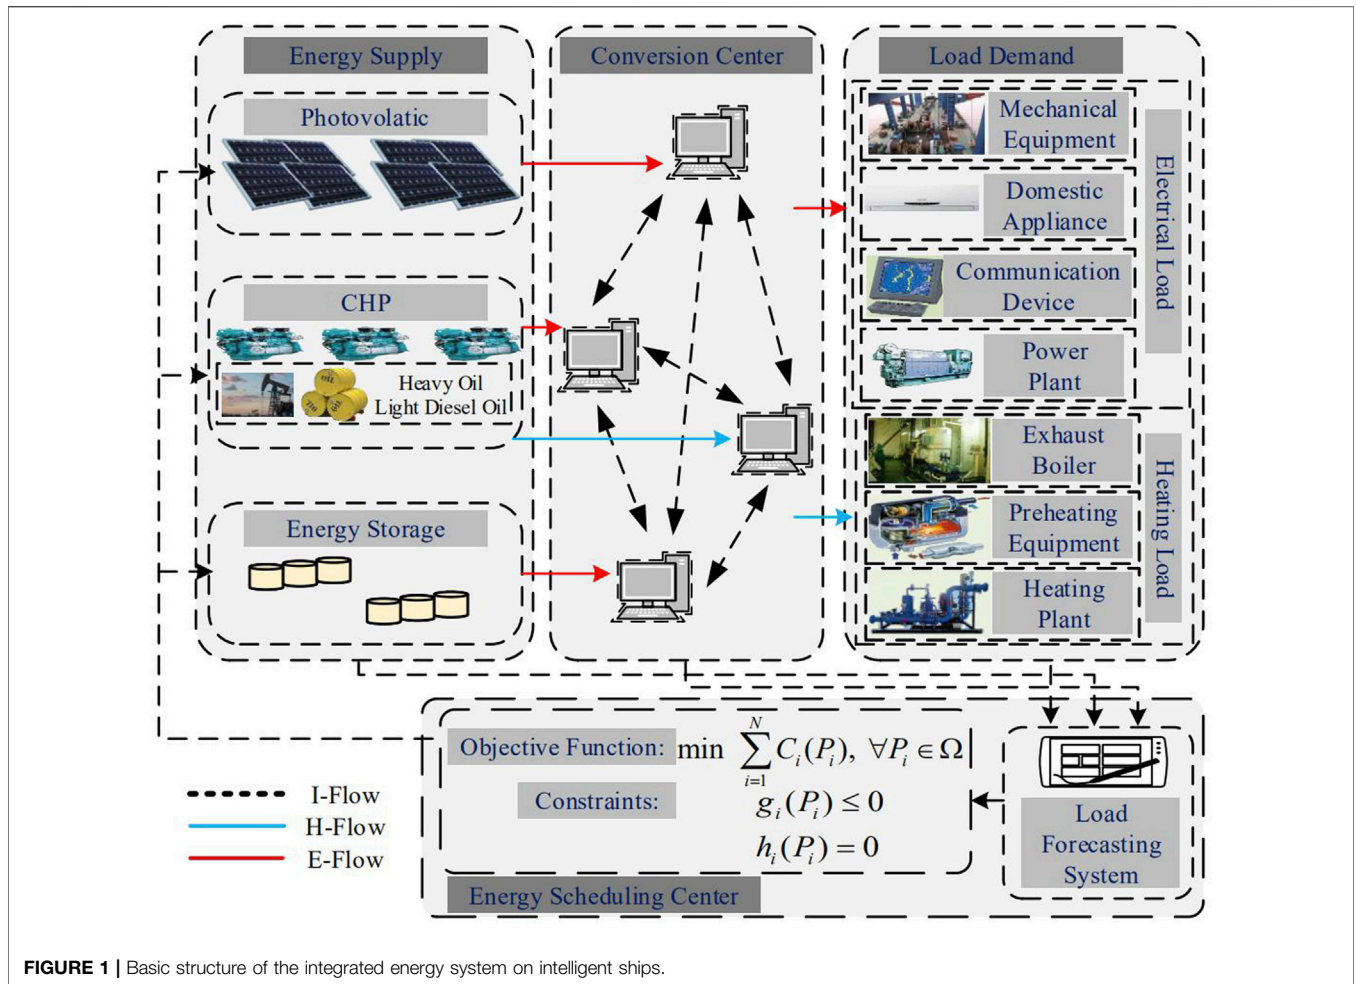 Energy Supply
Photovolatic
CHP
Heavy Oil
Light Diesel Oil
Energy Storage
Conversion Center
Load Demand
Mechanical
Equipment
Domestic
Appliance
Communication
Device
Power
Plant
Electrical Load
Exhaust
Boiler
Preheating
Equipment
Heating
Plant
Heating Load
Objective Function: min ∑_{i=1}^{N} C_i(P_i), ∀P_i ∈ Ω
Constraints: g_i(P_i) ≤ 0
h_i(P_i) = 0
Energy Scheduling Center
Load
Forecasting
System
I-Flow
H-Flow
E-Flow
FIGURE 1 | Basic structure of the integrated energy system on intelligent ships.